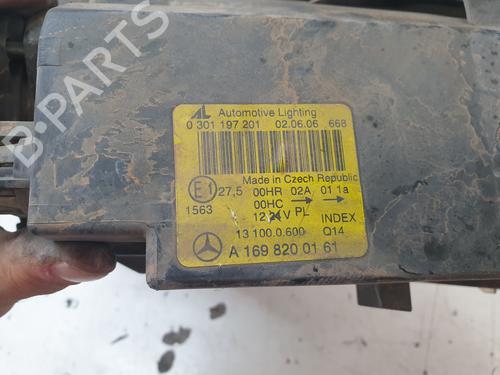 B-PARTS
AL Automotive Lighting
0 301 197 201 02.06.06 668
Made in Czech Republic
E1 27,5 00HR 02A 01 1a
1563 00HC
12/24V PL INDEX
13 100.0.600 Q14
A 169 820 01 61